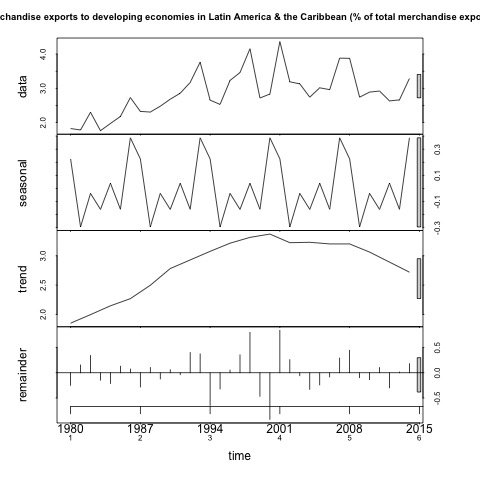 chandise exports to developing economies in Latin America & the Caribbean (% of total merchandise expo
data
2.0 3.0 4.0
seasonal
-0.3 -0.1 0.1 0.3
trend
2.0 2.5 3.0
remainder
-0.5 0.0 0.5
1980 1987 1994 2001 2008 2015
1 2 3 4 5 6
time